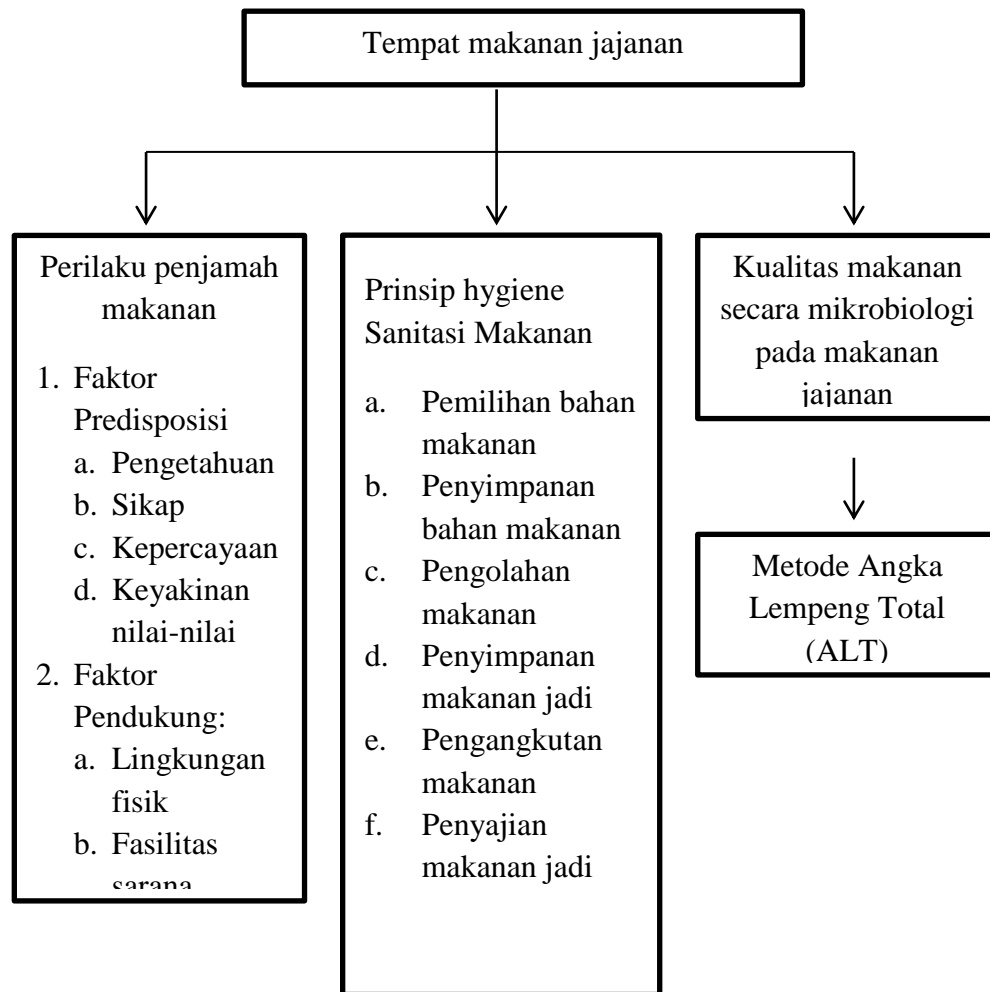 Tempat makanan jajanan
Perilaku penjamah
makanan
1. Faktor
Predisposisi
a. Pengetahuan
b. Sikap
c. Kepercayaan
d. Keyakinan
nilai-nilai
2. Faktor
Pendukung:
a. Lingkungan
fisik
b. Fasilitas
sarana
Prinsip hygiene
Sanitasi Makanan
a. Pemilihan bahan
makanan
b. Penyimpanan
bahan makanan
c. Pengolahan
makanan
d. Penyimpanan
makanan jadi
e. Pengangkutan
makanan
f. Penyajian
makanan jadi
Kualitas makanan
secara mikrobiologi
pada makanan
jajanan
Metode Angka
Lempeng Total
(ALT)